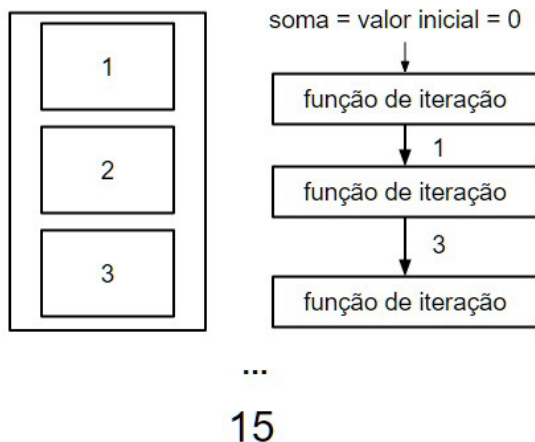 1
2
3
soma = valor inicial = 0
função de iteração
1
função de iteração
3
função de iteração
...
15